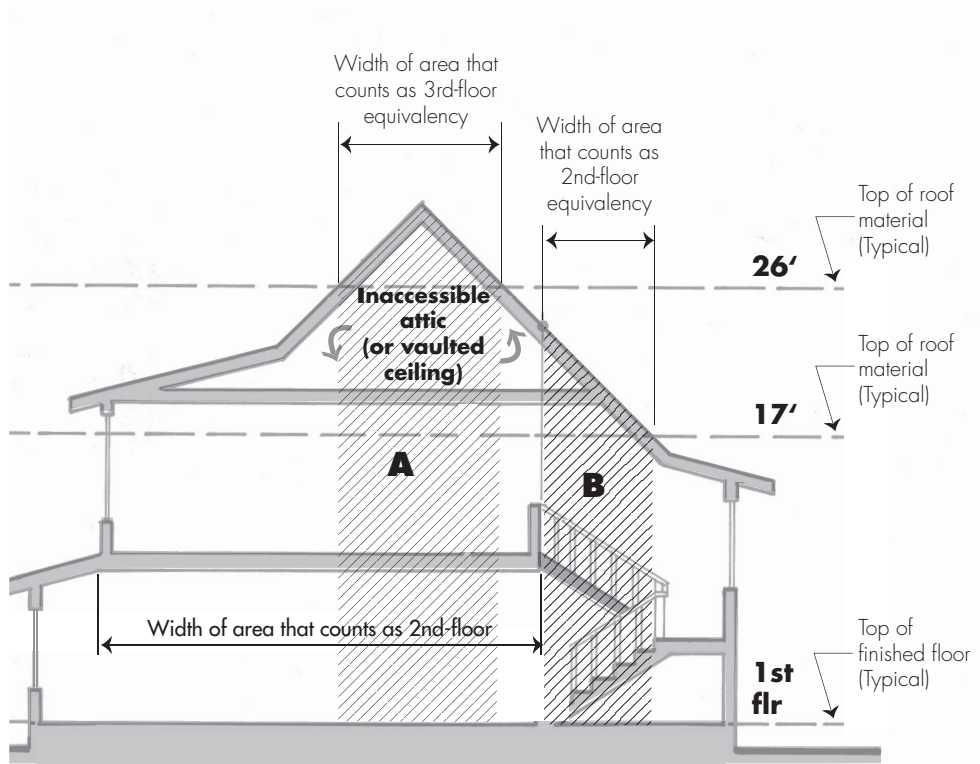 Width of area that
counts as 3rd-floor
equivalency
Width of area
that counts as
2nd-floor
equivalency
Top of roof
material
(Typical)
26‘
Inaccessible
attic
(or vaulted
ceiling)
Top of roof
material
(Typical)
17‘
A
B
Width of area that counts as 2nd-floor
Top of
finished floor
(Typical)
1st
flr